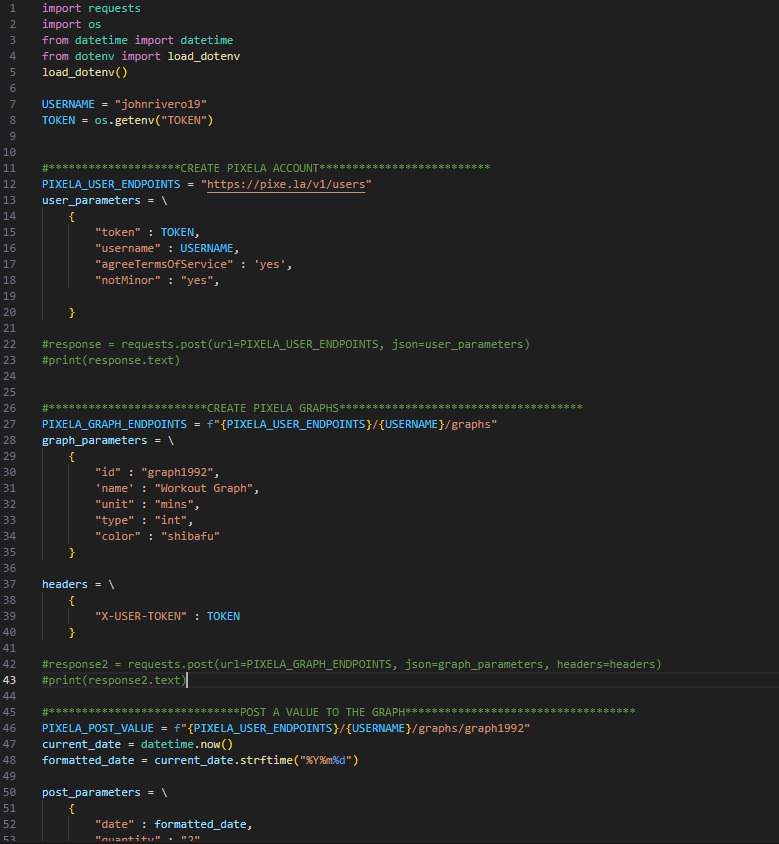 1 import requests
2 import os
3 from datetime import datetime
4 from dotenv import load_dotenv
5 load_dotenv()
6
7 USERNAME = "johnrivero19"
8 TOKEN = os.getenv("TOKEN")
9
10
11 #*********************CREATE PIXELA ACCOUNT**************************
12 PIXELA_USER_ENDPOINTS = "https://pixe.la/v1/users"
13 user_parameters = \
14     {
15         "token" : TOKEN,
16         "username" : USERNAME,
17         "agreeTermsOfService" : 'yes',
18         "notMinor" : "yes",
19
20     }
21
22 #response = requests.post(url=PIXELA_USER_ENDPOINTS, json=user_parameters)
23 #print(response.text)
24
25
26 #************************CREATE PIXELA GRAPHS*************************************
27 PIXELA_GRAPH_ENDPOINTS = f"{PIXELA_USER_ENDPOINTS}/{USERNAME}/graphs"
28 graph_parameters = \
29     {
30         "id" : "graph1992",
31         'name' : "Workout Graph",
32         "unit" : "mins",
33         "type" : "int",
34         "color" : "shibafu"
35     }
36
37 headers = \
38     {
39         "X-USER-TOKEN" : TOKEN
40     }
41
42 #response2 = requests.post(url=PIXELA_GRAPH_ENDPOINTS, json=graph_parameters, headers=headers)
43 #print(response2.text)
44
45 #*****************************POST A VALUE TO THE GRAPH***********************************
46 PIXELA_POST_VALUE = f"{PIXELA_USER_ENDPOINTS}/{USERNAME}/graphs/graph1992"
47 current_date = datetime.now()
48 formatted_date = current_date.strftime("%Y%m%d")
49
50 post_parameters = \
51     {
52         "date" : formatted_date,
53         "quantity" : "2"